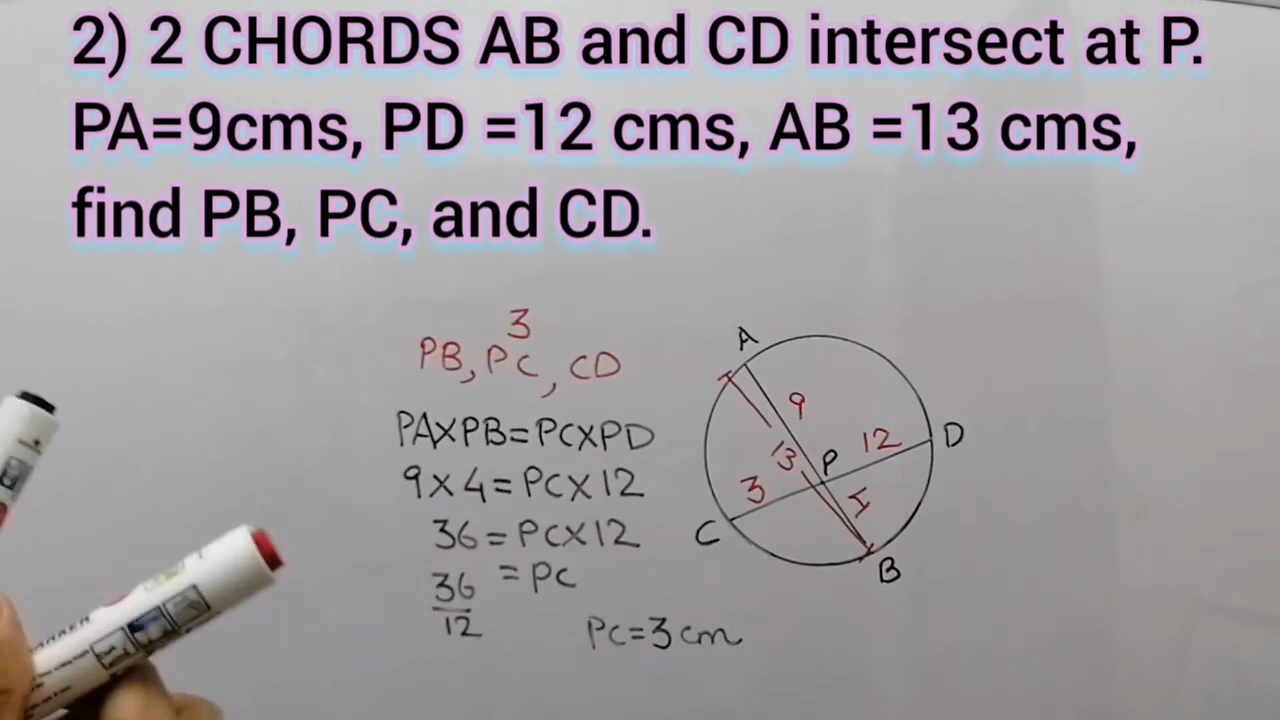 2) 2 CHORDS AB and CD intersect at P.
PA=9cms, PD =12 cms, AB =13 cms,
find PB, PC, and CD.
3
PB, PC, CD
PA×PB=PC×PD
9×4=PC×12
36=PC×12
36/12 = PC
PC=3cm
A
9
13
12
D
P
3
C
B